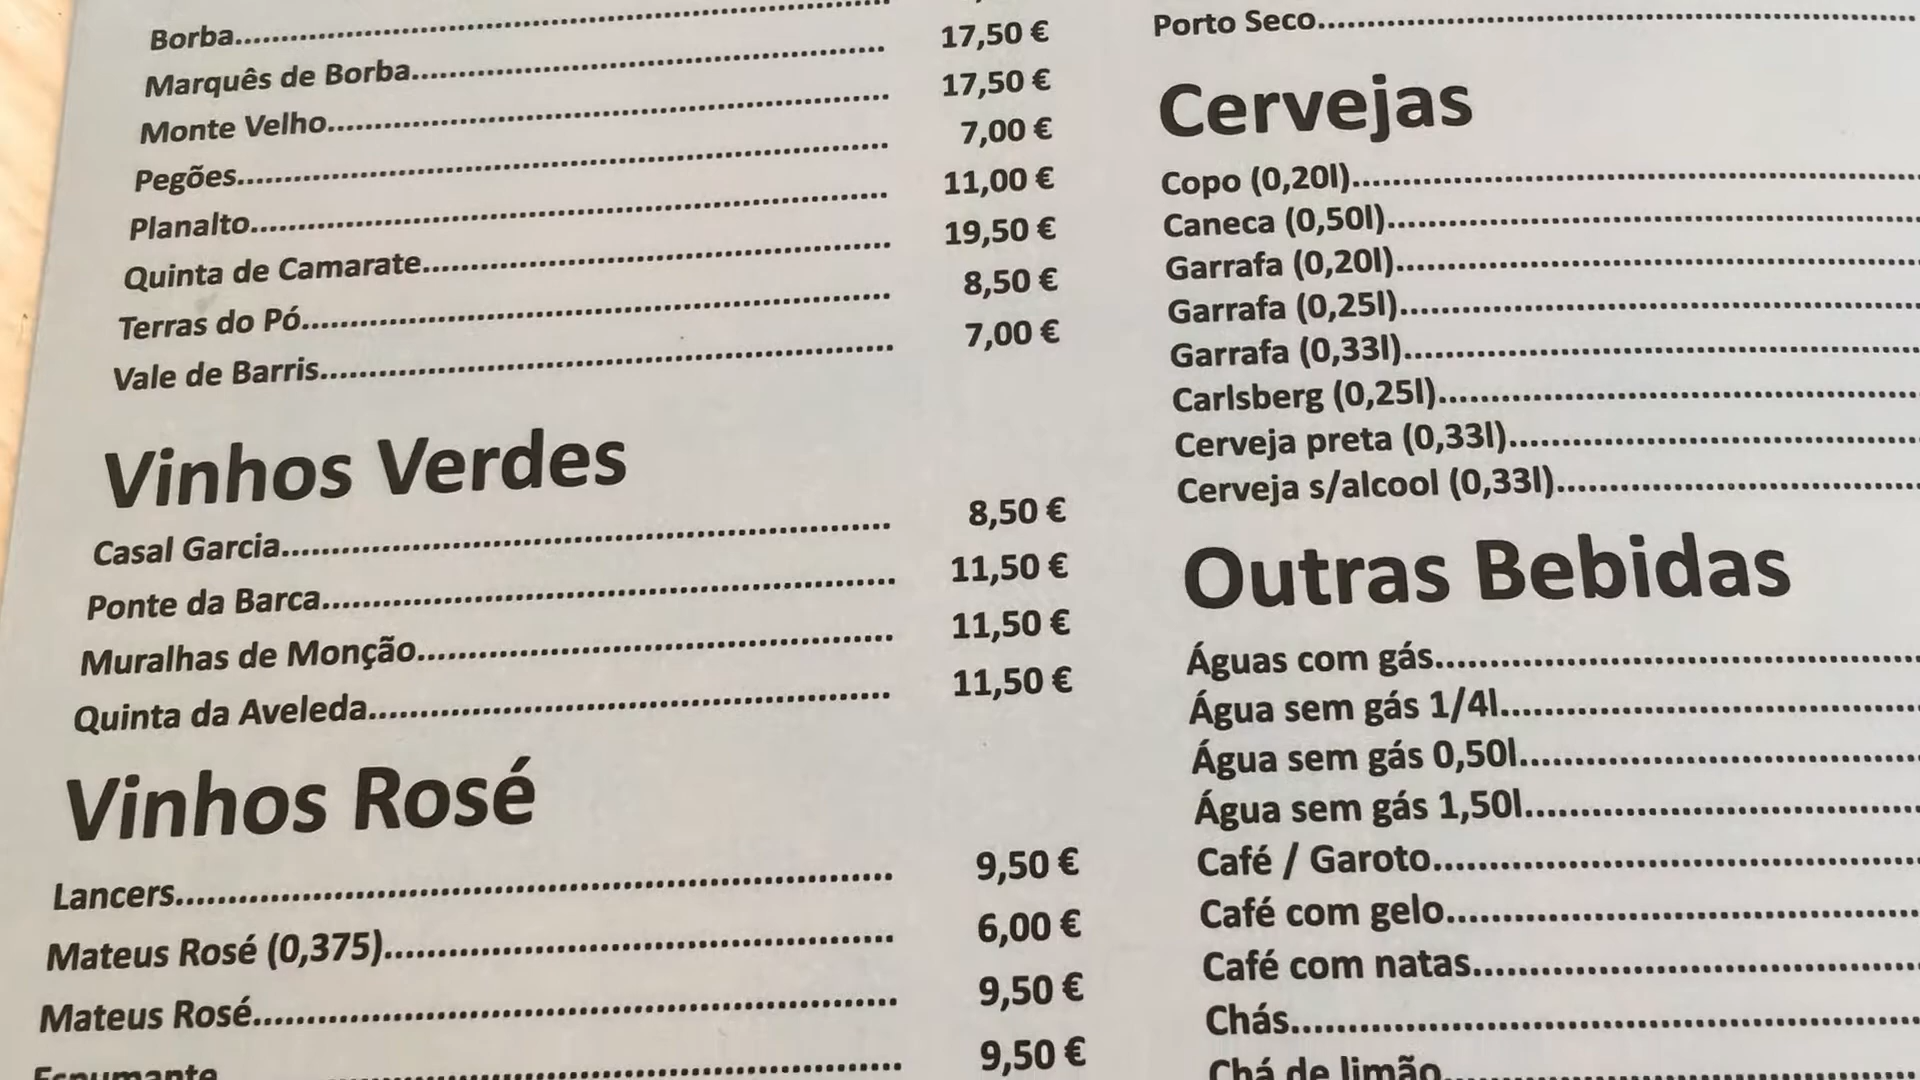 Borba........................................
Marquês de Borba........................................ 17,50 €
Monte Velho........................................ 17,50 €
Pegões........................................ 7,00 €
Planalto........................................ 11,00 €
Quinta de Camarate........................................ 19,50 €
Terras do Pó........................................ 8,50 €
Vale de Barris........................................ 7,00 €
Vinhos Verdes
Casal Garcia........................................ 8,50 €
Ponte da Barca........................................ 11,50 €
Muralhas de Monção........................................ 11,50 €
Quinta da Aveleda........................................ 11,50 €
Vinhos Rosé
Lancers........................................ 9,50 €
Mateus Rosé (0,375)........................................ 6,00 €
Mateus Rosé........................................ 9,50 €
Espumante........................................ 9,50 €
Porto Seco........................................
Cervejas
Copo (0,20l)........................................
Caneca (0,50l)........................................
Garrafa (0,20l)........................................
Garrafa (0,25l)........................................
Garrafa (0,33l)........................................
Carlsberg (0,25l)........................................
Cerveja preta (0,33l)........................................
Cerveja s/alcool (0,33l)........................................
Outras Bebidas
Águas com gás........................................
Água sem gás 1/4l........................................
Água sem gás 0,50l........................................
Água sem gás 1,50l........................................
Café / Garoto........................................
Café com gelo........................................
Café com natas........................................
Chás........................................
Chá de limão........................................